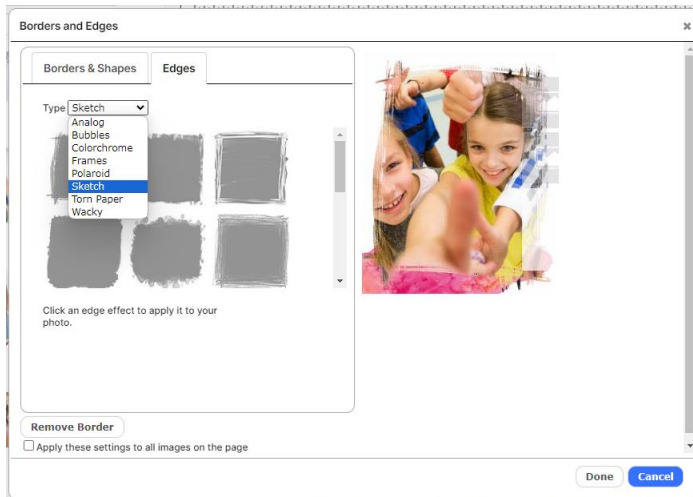 Borders and Edges
Borders & Shapes
Edges
Type Sketch
Analog
Bubbles
Colorchrome
Frames
Polaroid
Sketch
Torn Paper
Wacky
Click an edge effect to apply it to your
photo.
Remove Border
Apply these settings to all images on the page
Done
Cancel